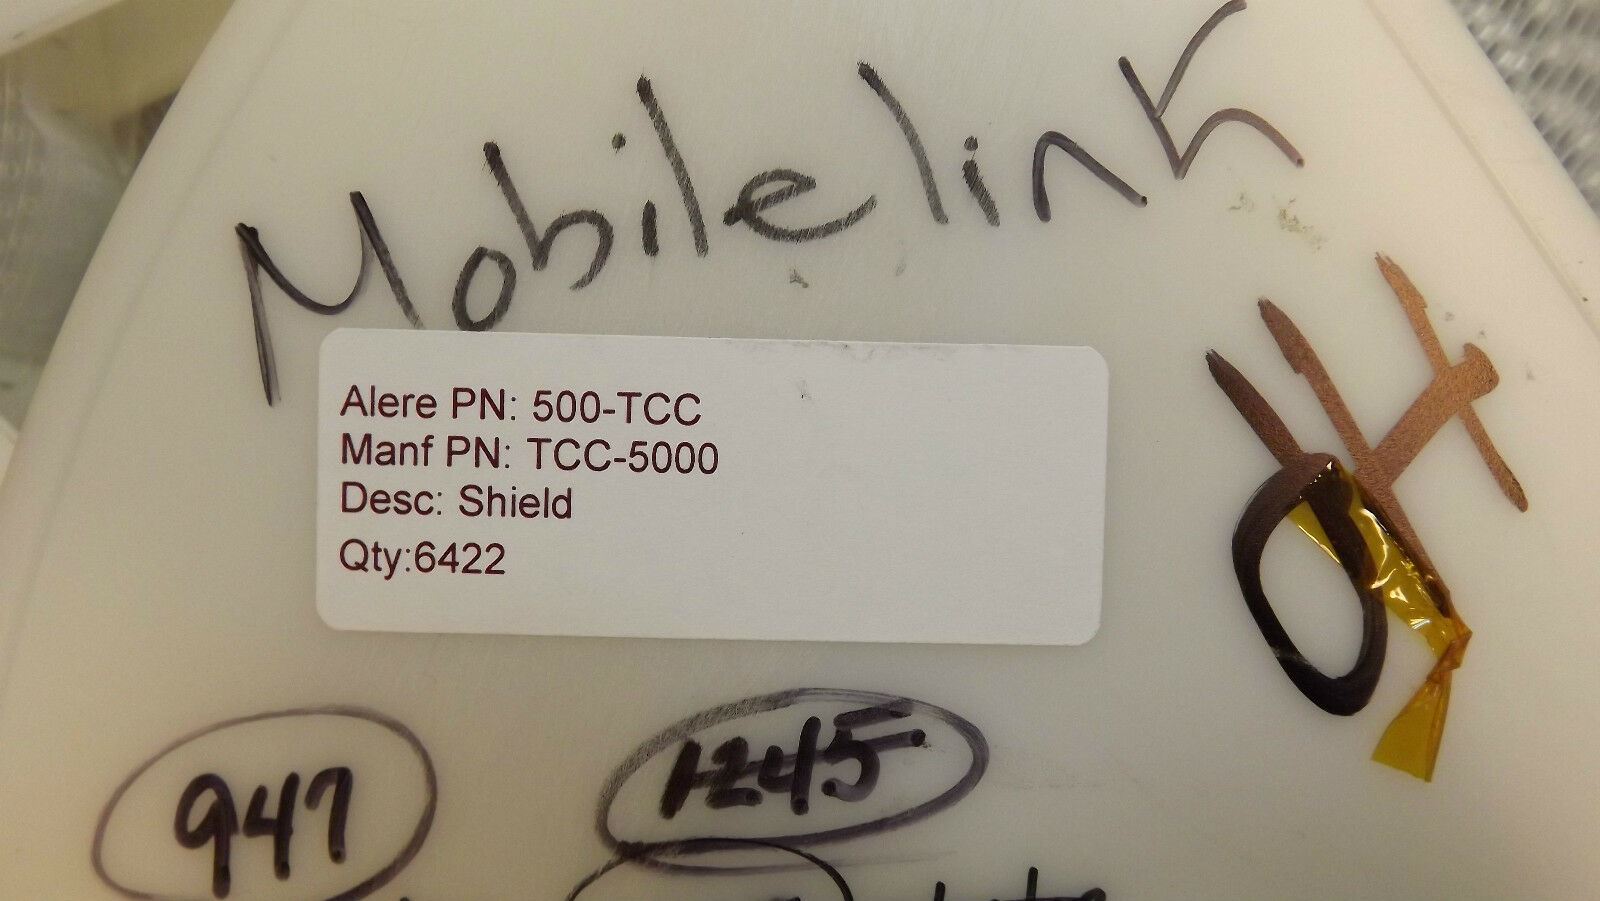 Mobilelink
Alere PN: 500-TCC
Manf PN: TCC-5000
Desc: Shield
Qty:6422
947
1245